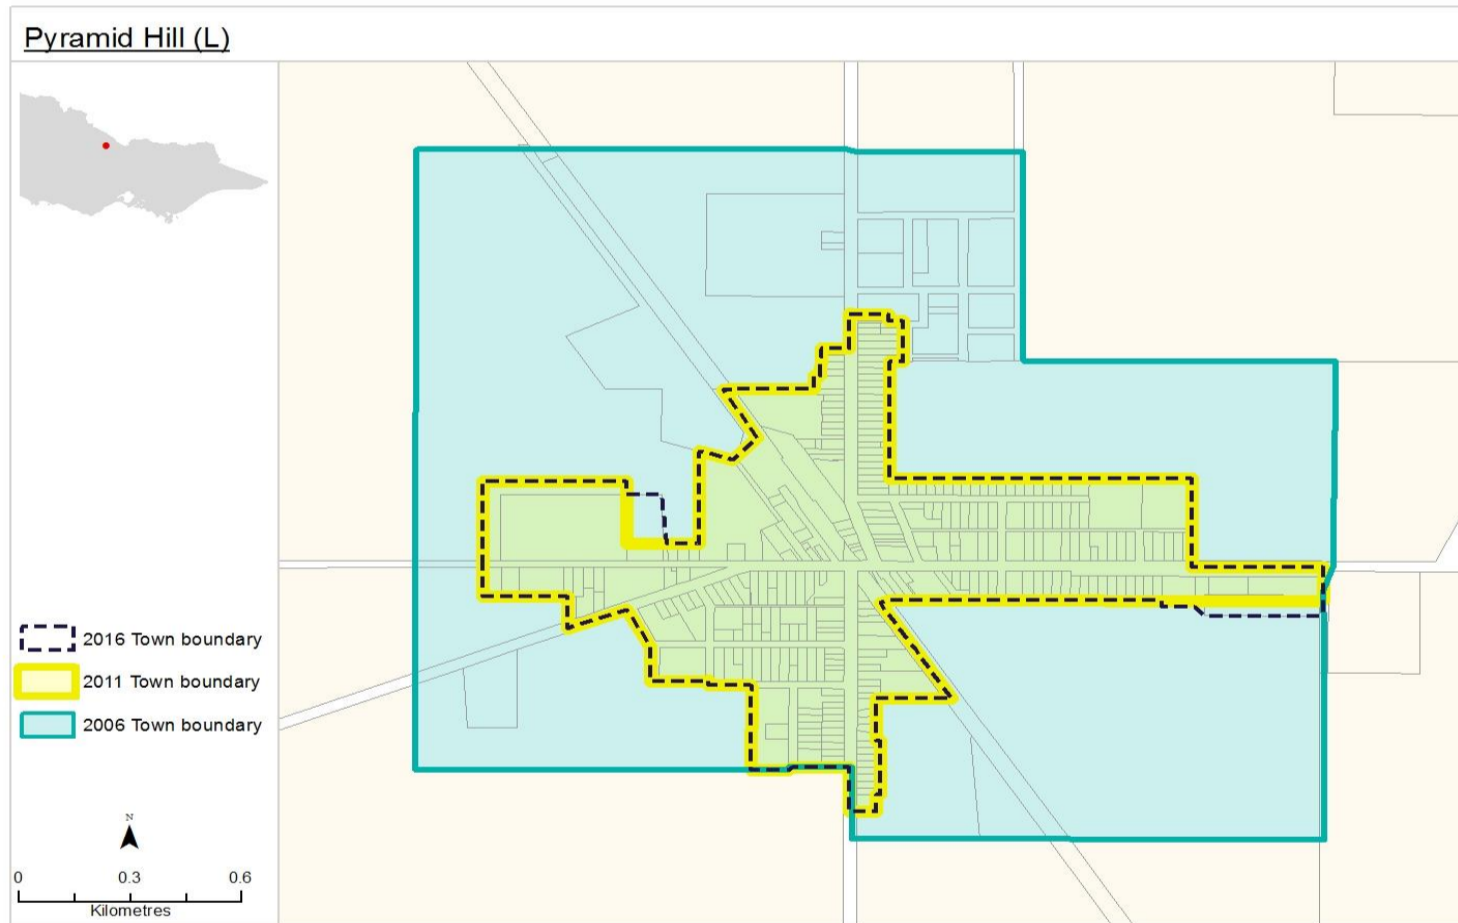 Pyramid Hill (L)
2016 Town boundary
2011 Town boundary
2006 Town boundary
N
0 0.3 0.6
Kilometres